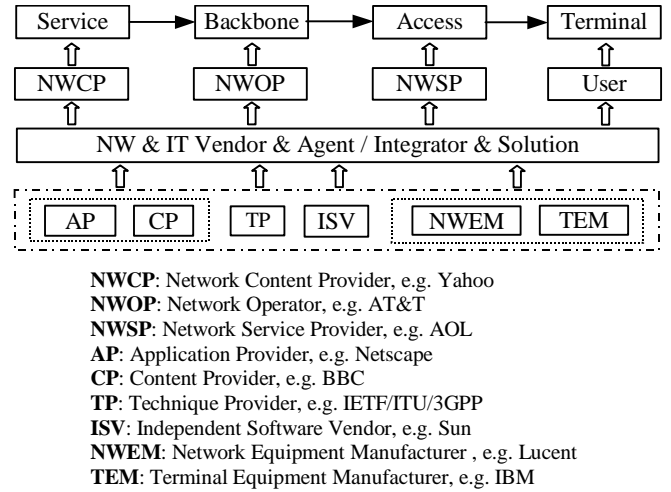 Service Backbone Access Terminal
NWCP NWOP NWSP User
NW & IT Vendor & Agent / Integrator & Solution
AP CP TP ISV NWEM TEM
NWCP: Network Content Provider, e.g. Yahoo
NWOP: Network Operator, e.g. AT&T
NWSP: Network Service Provider, e.g. AOL
AP: Application Provider, e.g. Netscape
CP: Content Provider, e.g. BBC
TP: Technique Provider, e.g. IETF/ITU/3GPP
ISV: Independent Software Vendor, e.g. Sun
NWEM: Network Equipment Manufacturer , e.g. Lucent
TEM: Terminal Equipment Manufacturer, e.g. IBM